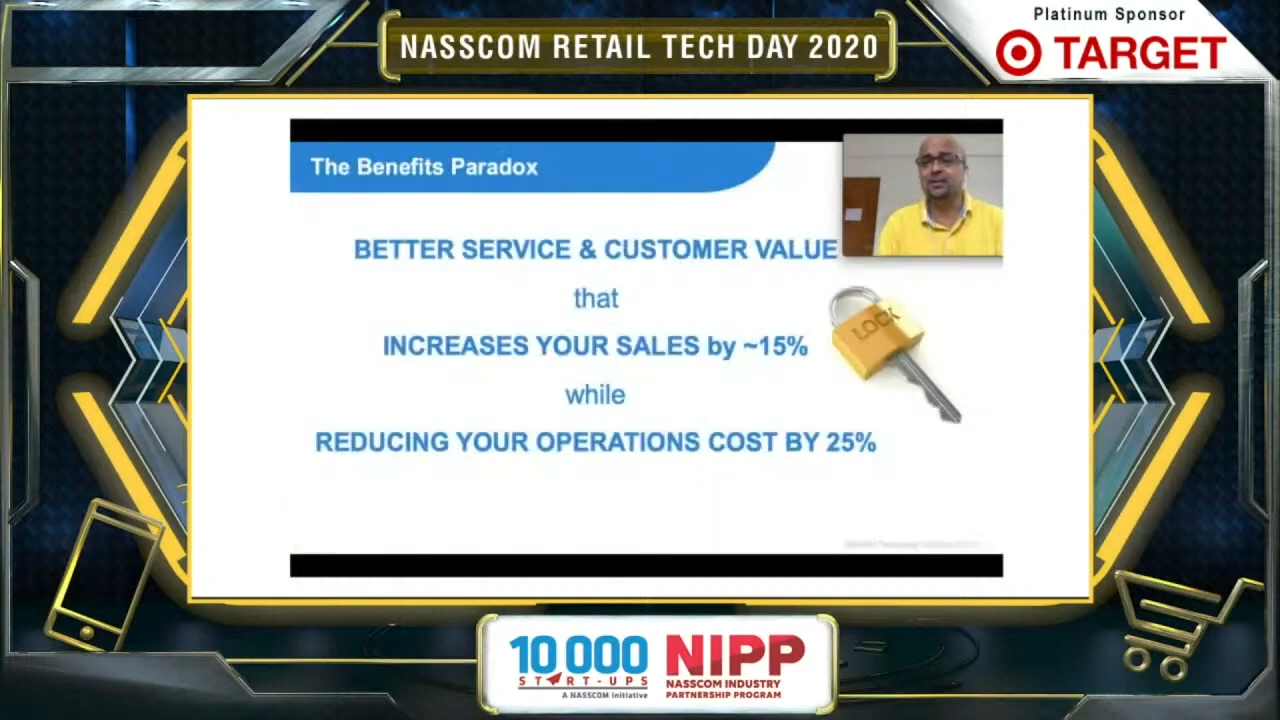 Platinum Sponsor
TARGET
NASSCOM RETAIL TECH DAY 2020
The Benefits Paradox
BETTER SERVICE & CUSTOMER VALUE
that
INCREASES YOUR SALES by ~15%
LOCK
while
REDUCING YOUR OPERATIONS COST BY 25%
10 000
START-UPS
A NASSCOM initiative
NIPP
NASSCOM INDUSTRY
PARTNERSHIP PROGRAM